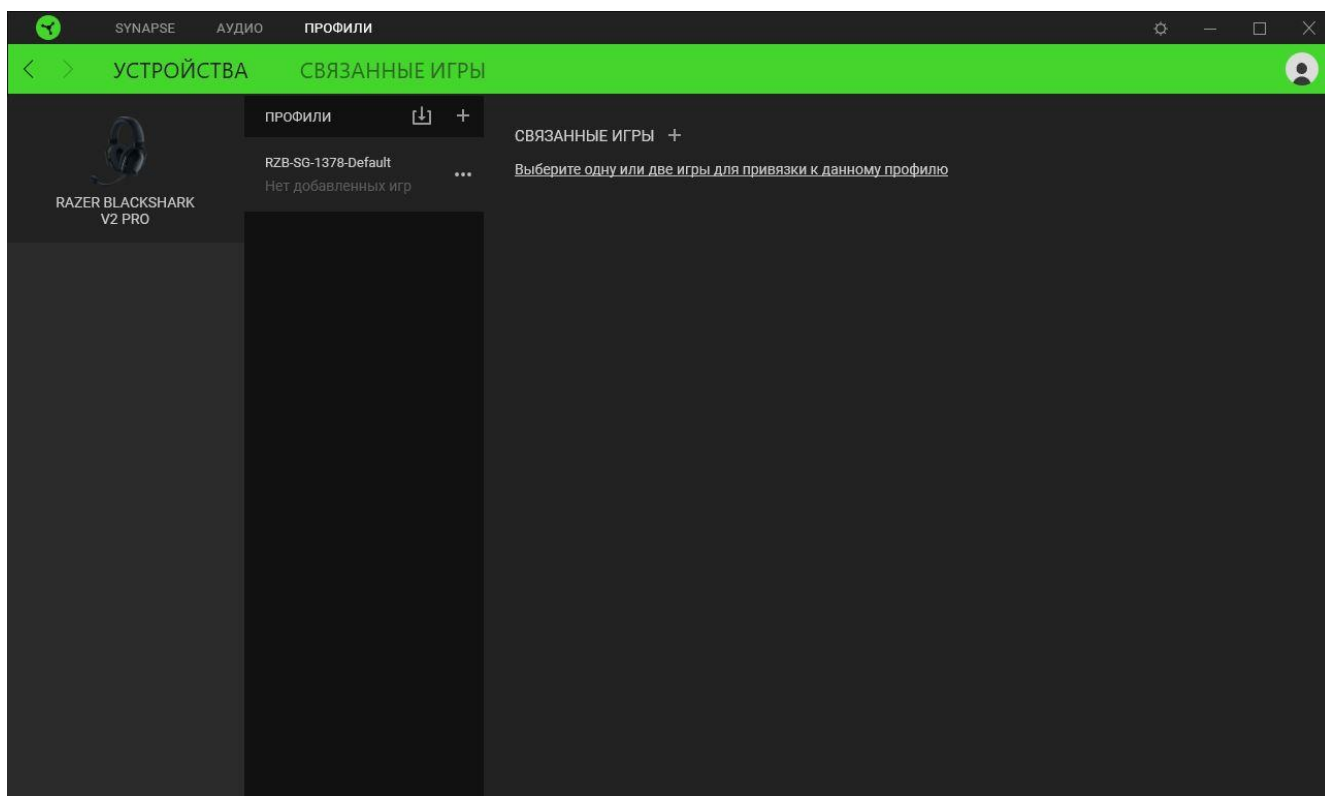 SYNAPSE АУДИО ПРОФИЛИ
УСТРОЙСТВА СВЯЗАННЫЕ ИГРЫ
RAZER BLACKSHARK
V2 PRO
ПРОФИЛИ
RZB-SG-1378-Default
Нет добавленных игр
СВЯЗАННЫЕ ИГРЫ +
Выберите одну или две игры для привязки к данному профилю